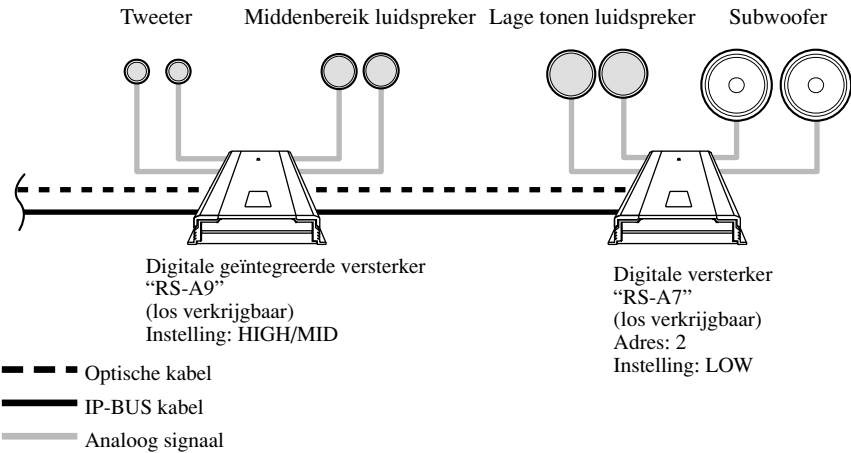 Tweeter
Middenbereik luidspreker
Lage tonen luidspreker
Subwoofer
Digitale geïntegreerde versterker
“RS-A9”
(los verkrijgbaar)
Instelling: HIGH/MID
Digitale versterker
“RS-A7”
(los verkrijgbaar)
Adres: 2
Instelling: LOW
Optische kabel
IP-BUS kabel
Analoog signaal